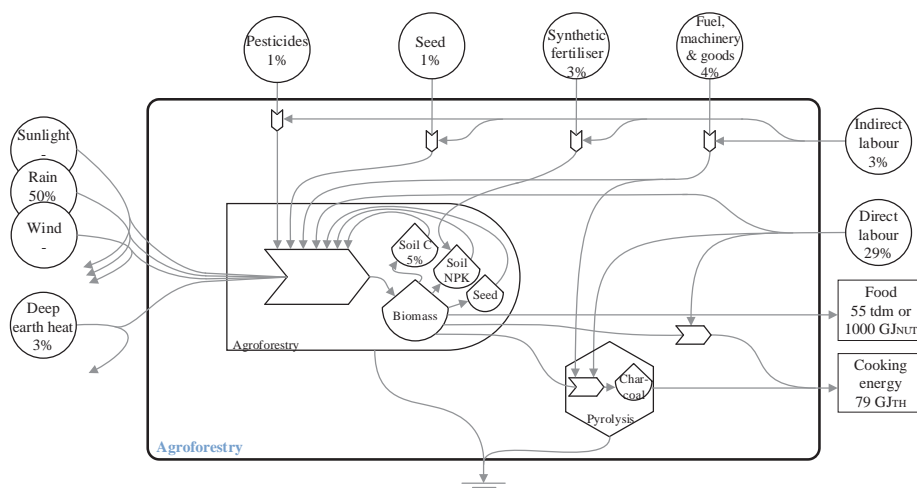 Pesticides
1%
Seed
1%
Synthetic
fertiliser
3%
Fuel,
machinery
& goods
4%
Sunlight
-
Rain
50%
Wind
-
Deep
earth heat
3%
Indirect
labour
3%
Direct
labour
29%
Soil C
5%
Soil
NPK
Seed
Biomass
Agroforestry
Food
55 tdm or
1000 GJNUT
Cooking
energy
79 GJTH
Char-
coal
Pyrolysis
Agroforestry